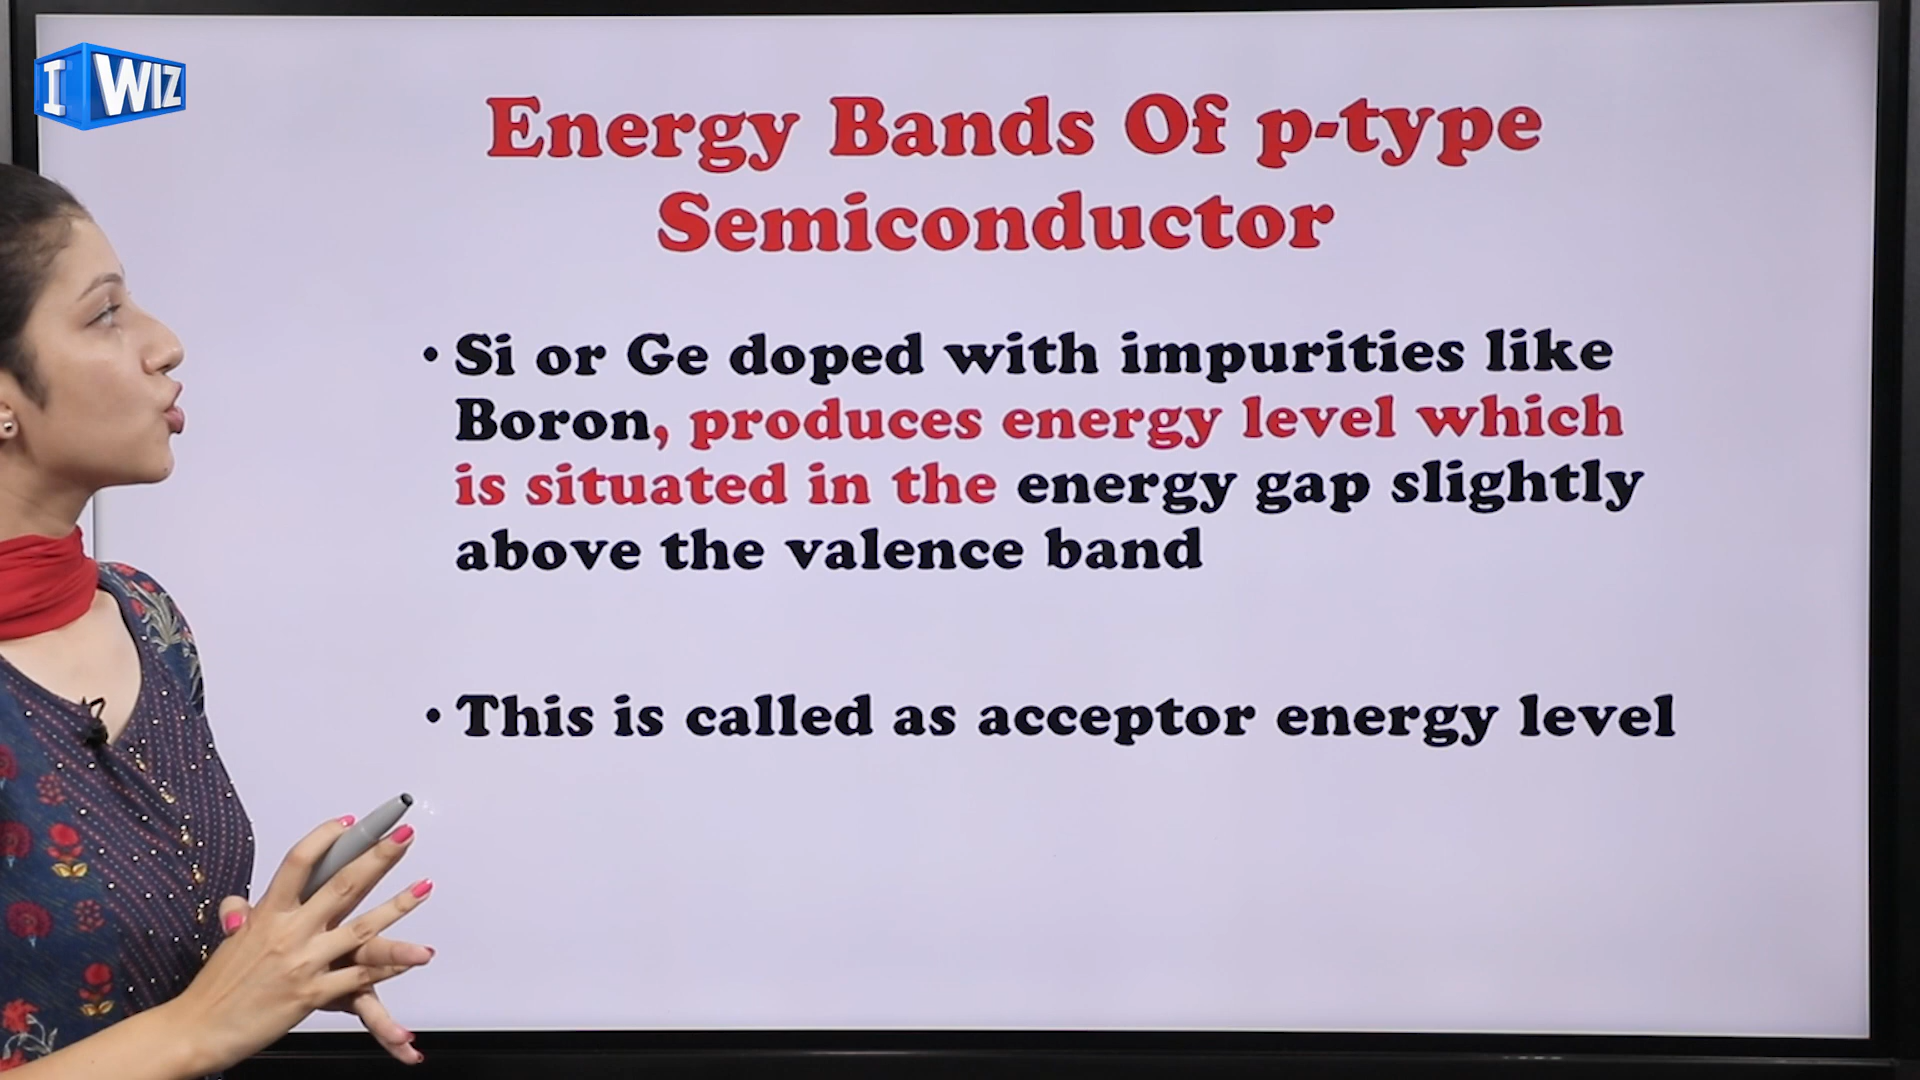 I WIZ
Energy Bands Of p-type
Semiconductor
• Si or Ge doped with impurities like
Boron, produces energy level which
is situated in the energy gap slightly
above the valence band
• This is called as acceptor energy level